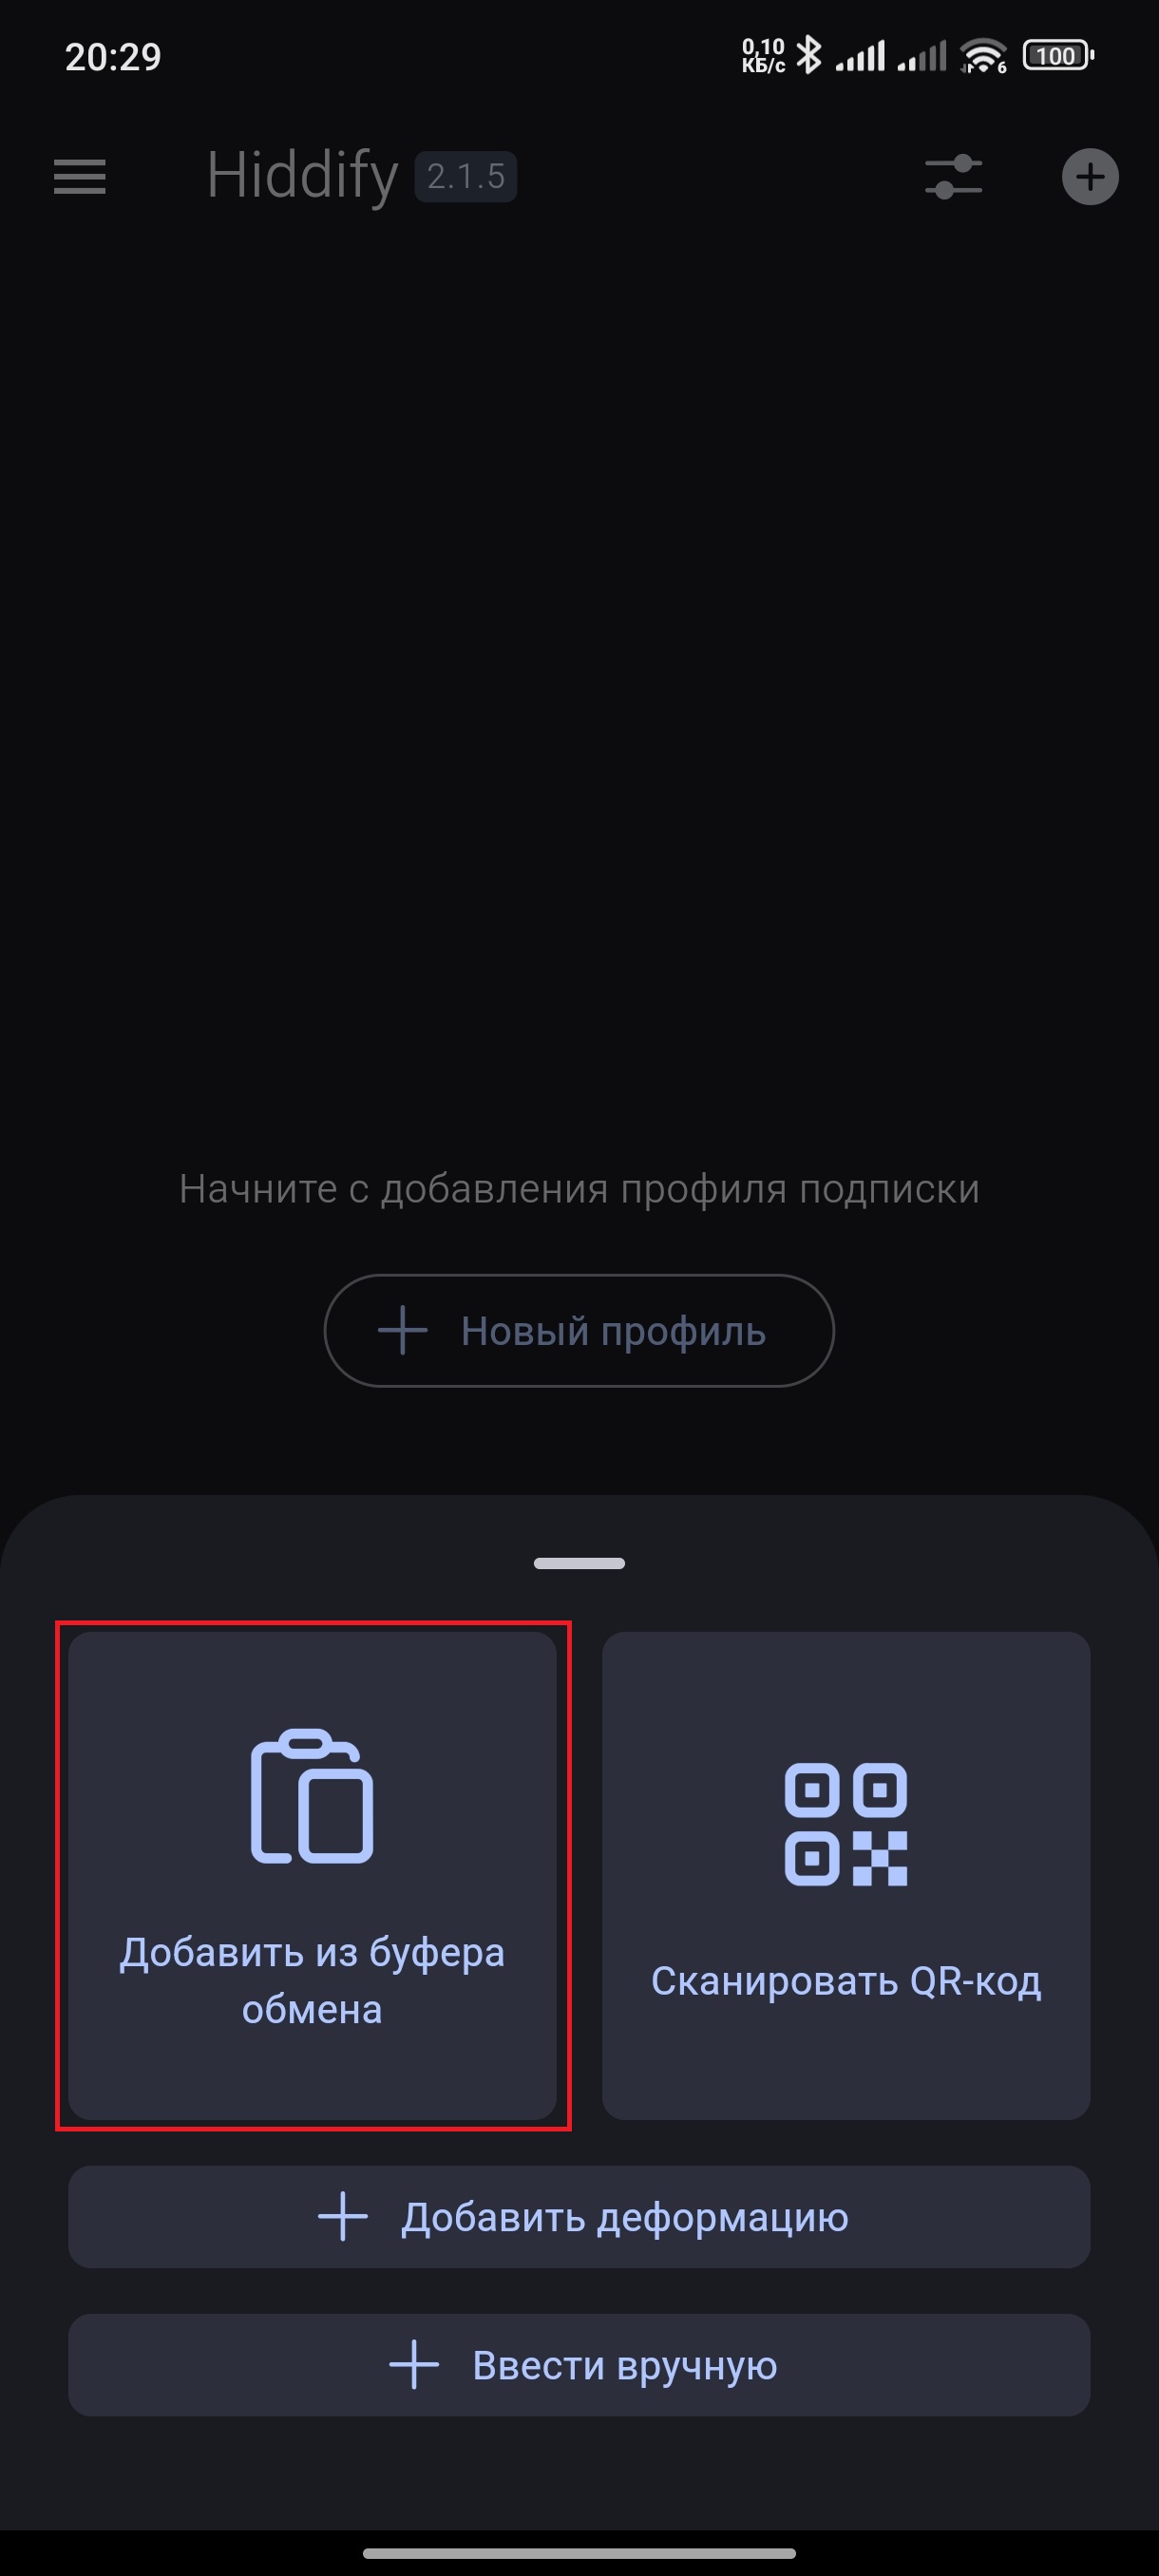 20:29
0,10
КБ/с
6
100
Hiddify 2.1.5
Начните с добавления профиля подписки
Новый профиль
Добавить из буфера
обмена
Сканировать QR-код
Добавить деформацию
Ввести вручную